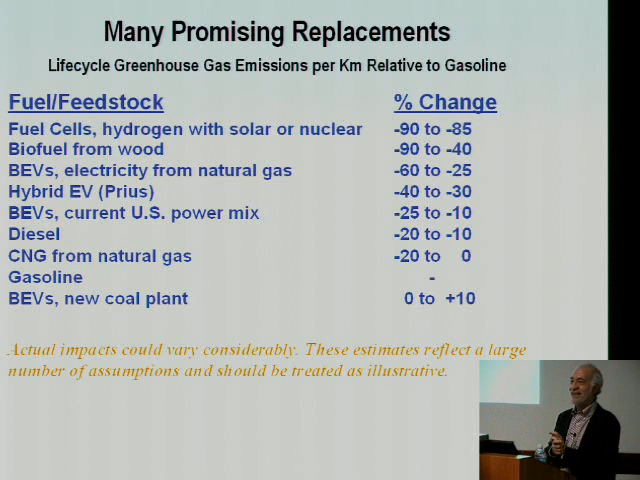 Many Promising Replacements
Lifecycle Greenhouse Gas Emissions per Km Relative to Gasoline
Fuel/Feedstock % Change
Fuel Cells, hydrogen with solar or nuclear -90 to -85
Biofuel from wood -90 to -40
BEVs, electricity from natural gas -60 to -25
Hybrid EV (Prius) -40 to -30
BEVs, current U.S. power mix -25 to -10
Diesel -20 to -10
CNG from natural gas -20 to 0
Gasoline -
BEVs, new coal plant 0 to +10
Actual impacts could vary considerably. These estimates reflect a large
number of assumptions and should be treated as illustrative.